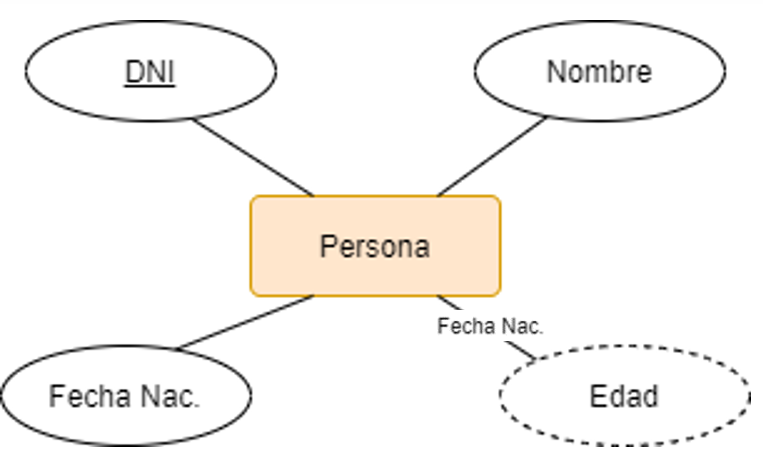 DNI
Nombre
Persona
Fecha Nac.
Fecha Nac.
Edad